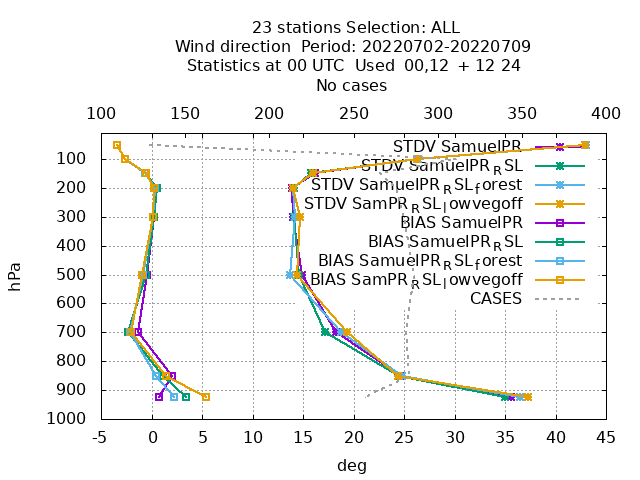 23 stations Selection: ALL
Wind direction  Period: 20220702-20220709
Statistics at 00 UTC  Used  00,12  + 12 24
No cases
100 150 200 250 300 350 400
STDV SamuelPR
STDV SamuelPR_RSL
STDV SamuelPR_RSL_forest
STDV SamPR_RSL_lowvegoff
BIAS SamuelPR
BIAS SamuelPR_RSL
BIAS SamuelPR_RSL_forest
BIAS SamPR_RSL_lowvegoff
CASES
hPa
100
200
300
400
500
600
700
800
900
1000
-5 0 5 10 15 20 25 30 35 40 45
deg